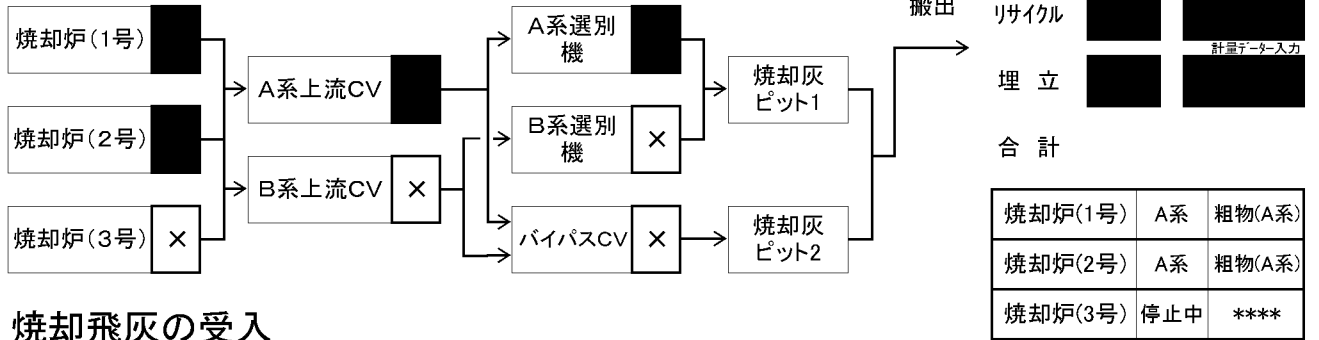 搬出
リサイクル
計量データー入力
埋 立
合 計
焼却炉(1号)
焼却炉(2号)
焼却炉(3号) ×
A系上流CV
B系上流CV ×
A系選別
機
B系選別
機 ×
バイパスCV ×
焼却灰
ピット1
焼却灰
ピット2
焼却炉(1号) A系 粗物(A系)
焼却炉(2号) A系 粗物(A系)
焼却炉(3号) 停止中 ****
焼却飛灰の受入